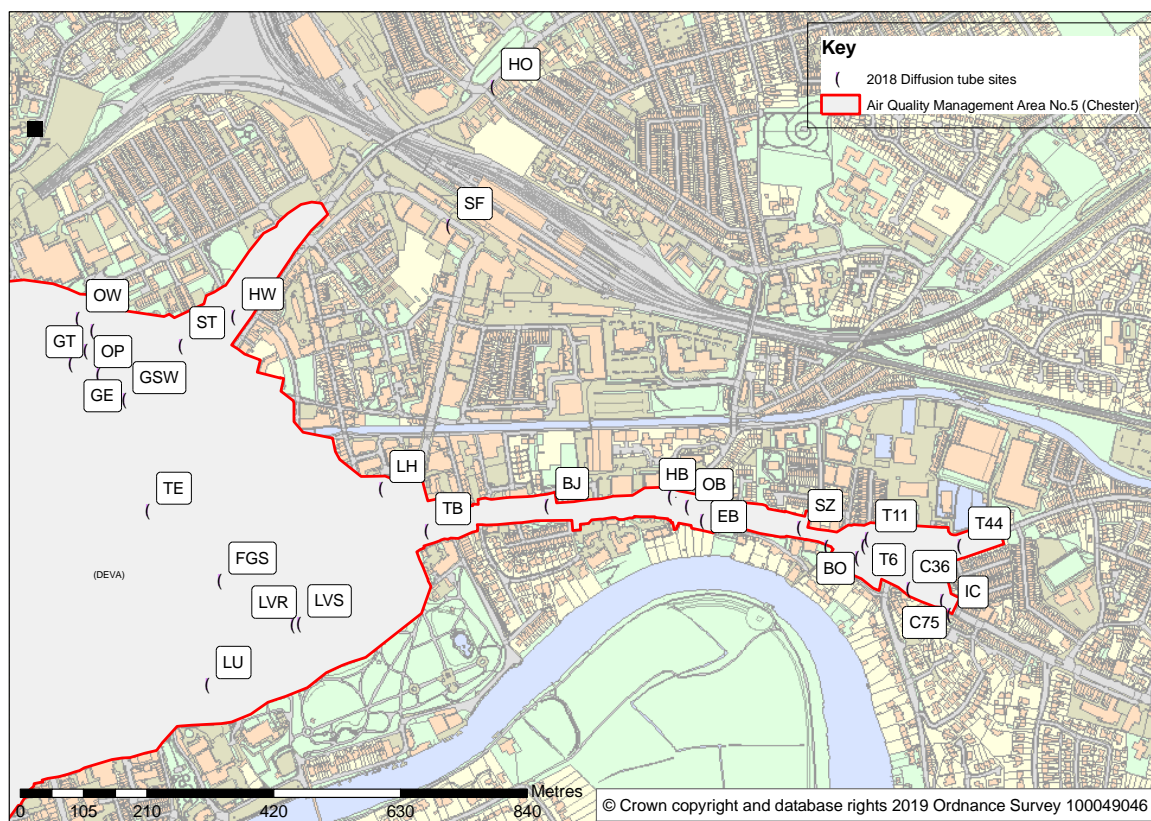 HO
Key
2018 Diffusion tube sites
Air Quality Management Area No.5 (Chester)
SF
OW
HW
ST
GT
OP
GSW
GE
LH
TE
BJ
HB
OB
TB
SZ
EB
T11
T44
BO
T6
C36
FGS
(DEVA)
LVR
LVS
IC
C75
LU
Metres
0 105 210 420 630 840
© Crown copyright and database rights 2019 Ordnance Survey 100049046